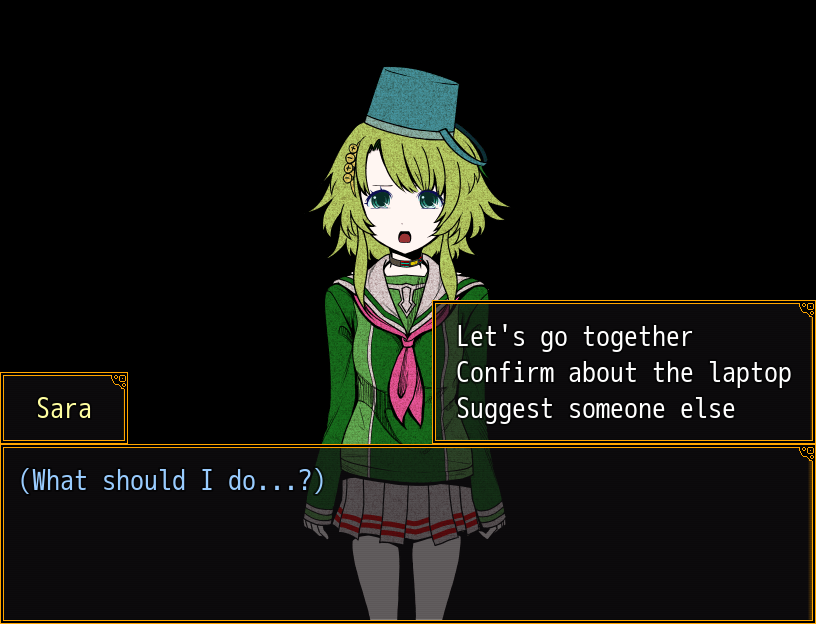 Let's go together
Confirm about the laptop
Suggest someone else
Sara
(What should I do...?)